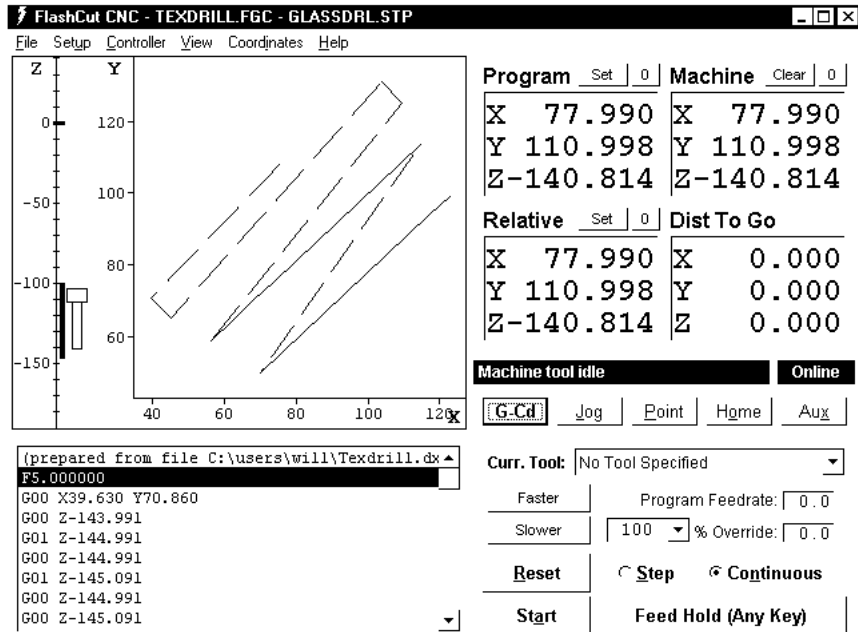 FlashCut CNC - TEXDRILL.FGC - GLASSDRL.STP
File Setup Controller View Coordinates Help
Z
0
-50
-100
-150
Y
120
100
80
60
40 60 80 100 120 X
Program Set 0
X 77.990
Y 110.998
Z-140.814
Machine Clear 0
X 77.990
Y 110.998
Z-140.814
Relative Set 0
X 77.990
Y 110.998
Z-140.814
Dist To Go
X 0.000
Y 0.000
Z 0.000
Machine tool idle Online
G-Cd Jog Point Home Aux
(prepared from file C:\users\will\Texdrill.dx
F5.000000
G00 X39.630 Y70.860
G00 Z-143.991
G01 Z-144.991
G00 Z-144.991
G01 Z-145.091
G00 Z-144.991
G00 Z-145.091
Curr. Tool: No Tool Specified
Faster Program Feedrate: 0.0
Slower 100 % Override: 0.0
Reset Step Continuous
Start Feed Hold (Any Key)